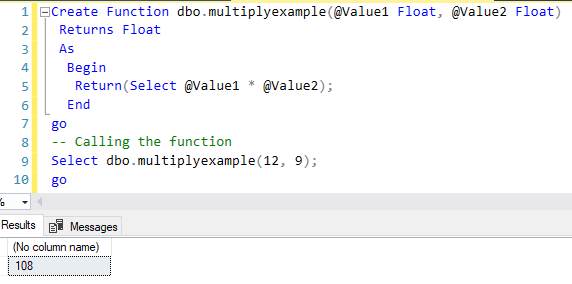 1 Create Function dbo.multiplyexample(@Value1 Float, @Value2 Float)
2 Returns Float
3 As
4 Begin
5 Return(Select @Value1 * @Value2);
6 End
7 go
8 -- Calling the function
9 Select dbo.multiplyexample(12, 9);
10 go
%
Results Messages
(No column name)
108